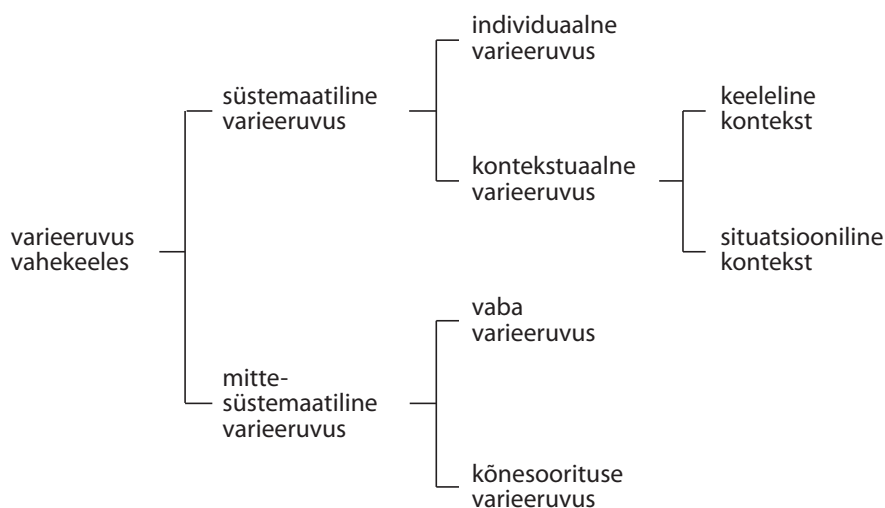 individuaalne
varieeruvus
süstemaatiline
varieeruvus
keeleline
kontekst
kontekstuaalne
varieeruvus
varieeruvus
vahekeeles
situatsiooniline
kontekst
vaba
varieeruvus
mitte-
süstemaatiline
varieeruvus
kõnesoorituse
varieeruvus